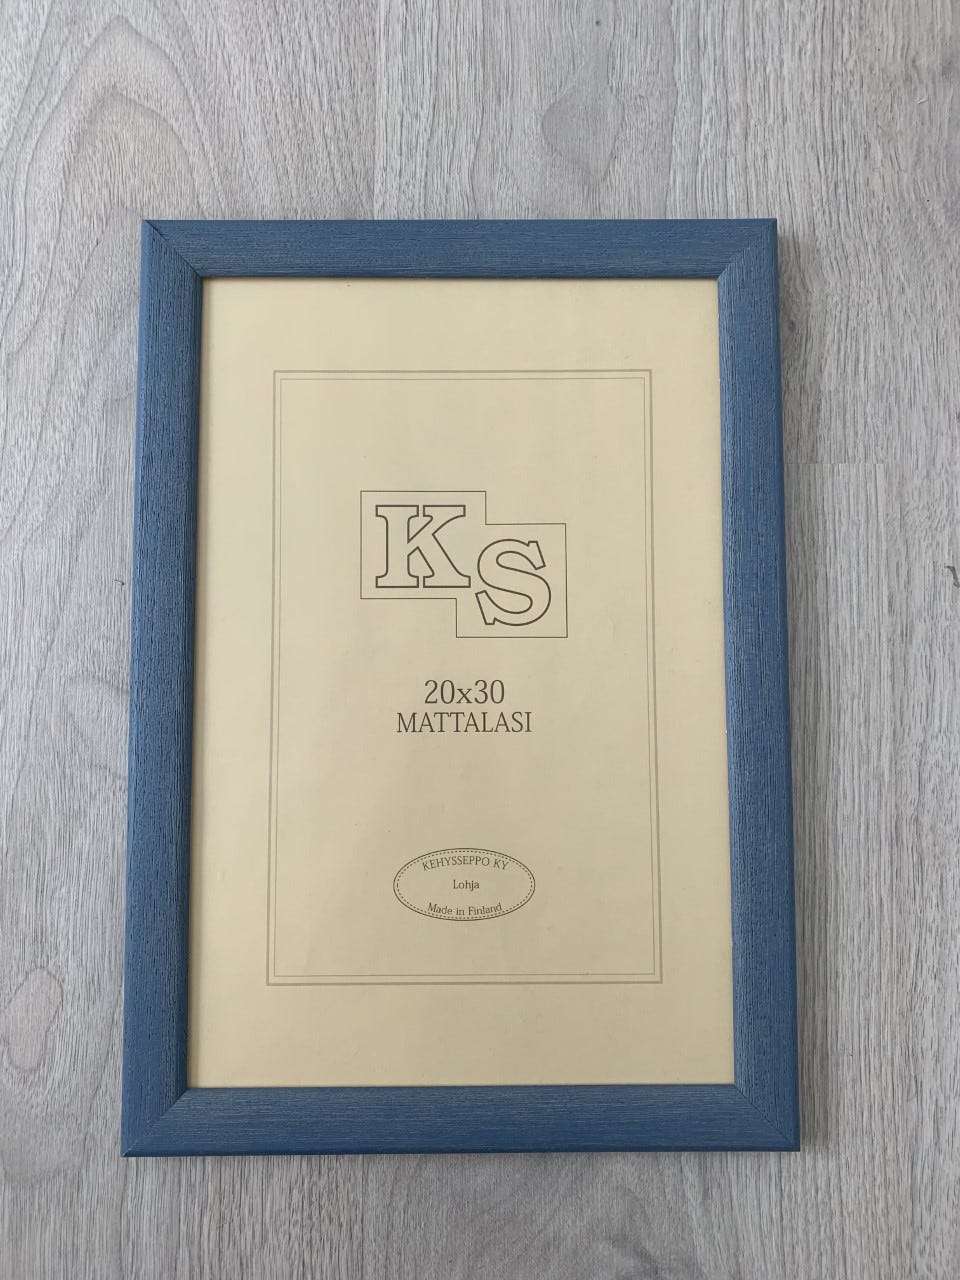 KS
20x30
MATTALASI
KEHYSSEPPO KY
Lohja
Made in Finland